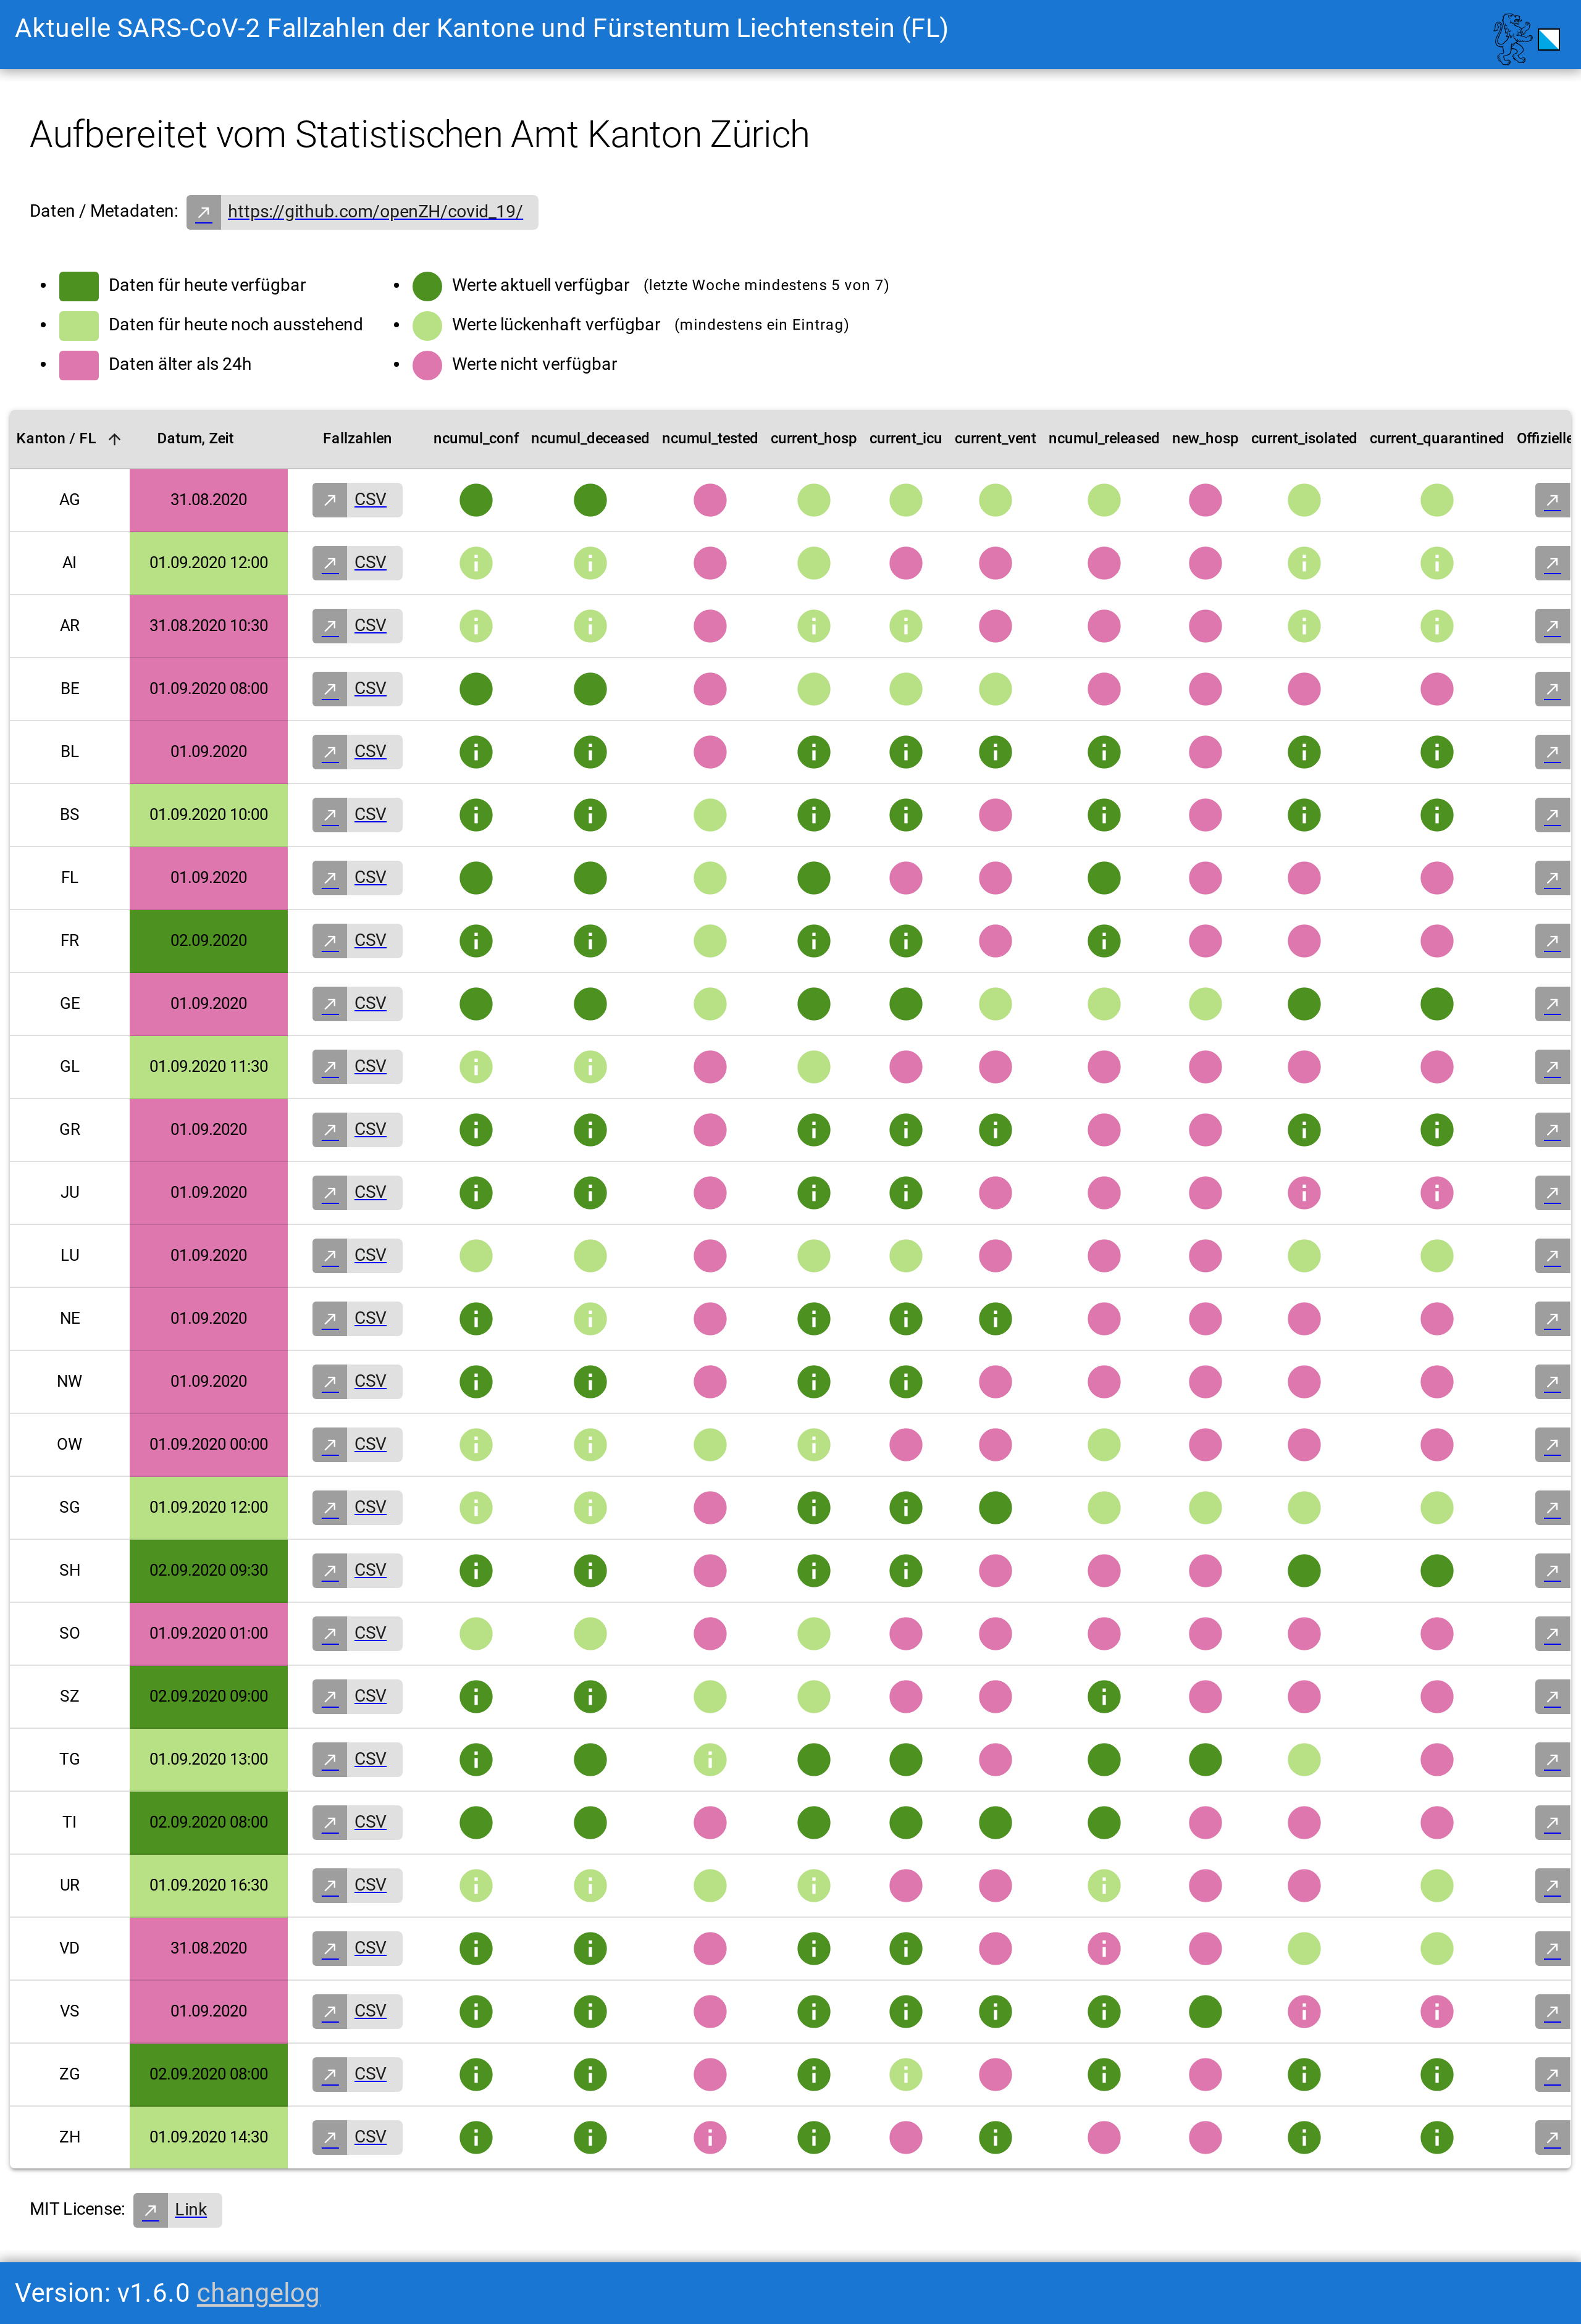 Aktuelle SARS-CoV-2 Fallzahlen der Kantone und Fürstentum Liechtenstein (FL)
Aufbereitet vom Statistischen Amt Kanton Zürich
Daten / Metadaten: https://github.com/openZH/covid_19/
Daten für heute verfügbar
Daten für heute noch ausstehend
Daten älter als 24h
Werte aktuell verfügbar (letzte Woche mindestens 5 von 7)
Werte lückenhaft verfügbar (mindestens ein Eintrag)
Werte nicht verfügbar
Kanton / FL Datum, Zeit Fallzahlen ncumul_conf ncumul_deceased ncumul_tested current_hosp current_icu current_vent ncumul_released new_hosp current_isolated current_quarantined Offizielle
AG 31.08.2020 CSV
AI 01.09.2020 12:00 CSV
AR 31.08.2020 10:30 CSV
BE 01.09.2020 08:00 CSV
BL 01.09.2020 CSV
BS 01.09.2020 10:00 CSV
FL 01.09.2020 CSV
FR 02.09.2020 CSV
GE 01.09.2020 CSV
GL 01.09.2020 11:30 CSV
GR 01.09.2020 CSV
JU 01.09.2020 CSV
LU 01.09.2020 CSV
NE 01.09.2020 CSV
NW 01.09.2020 CSV
OW 01.09.2020 00:00 CSV
SG 01.09.2020 12:00 CSV
SH 02.09.2020 09:30 CSV
SO 01.09.2020 01:00 CSV
SZ 02.09.2020 09:00 CSV
TG 01.09.2020 13:00 CSV
TI 02.09.2020 08:00 CSV
UR 01.09.2020 16:30 CSV
VD 31.08.2020 CSV
VS 01.09.2020 CSV
ZG 02.09.2020 08:00 CSV
ZH 01.09.2020 14:30 CSV
MIT License: Link
Version: v1.6.0 changelog